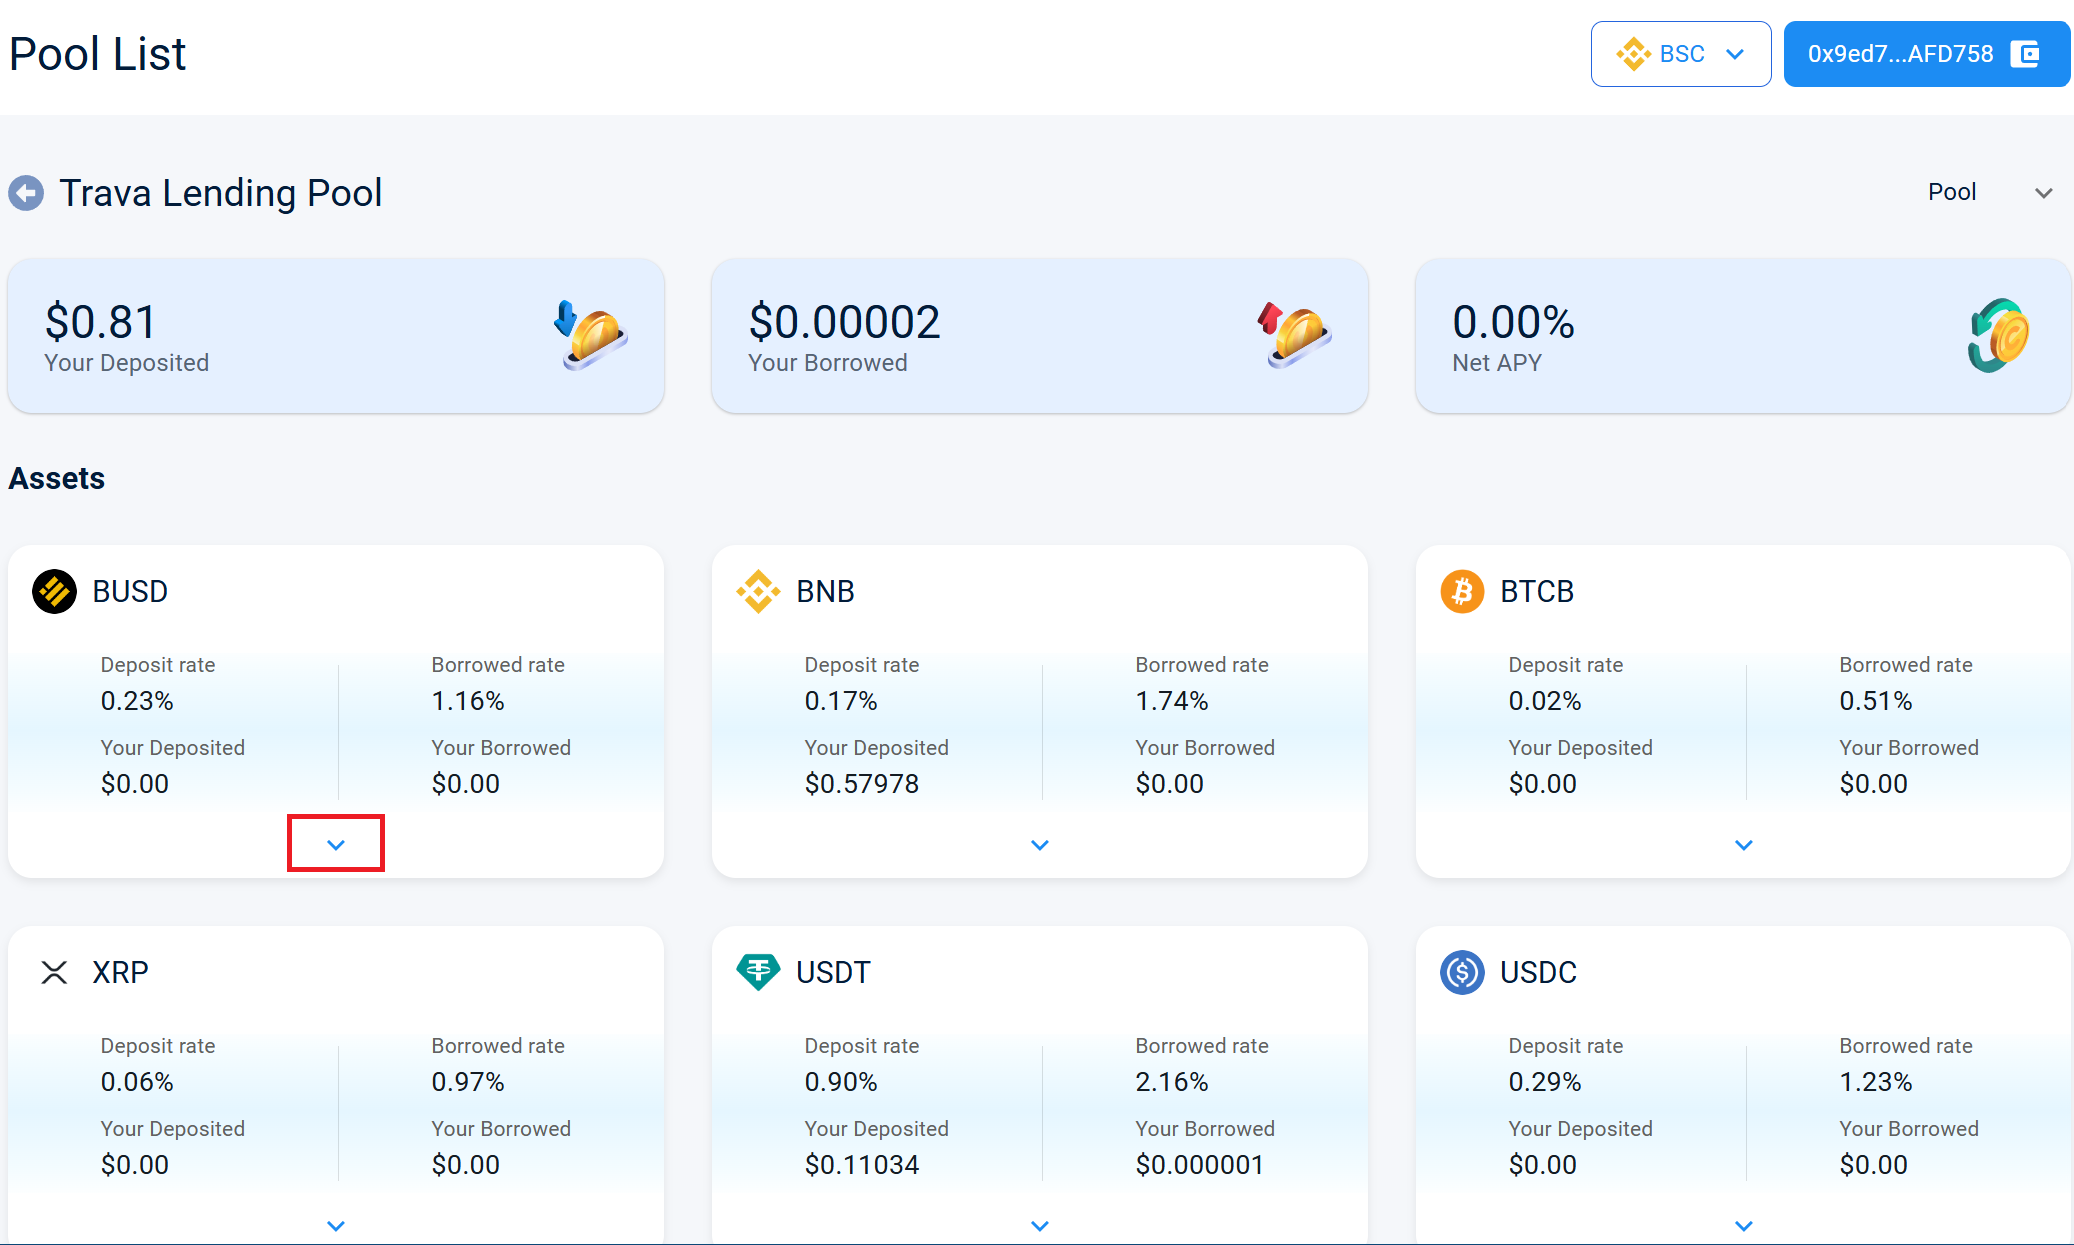 Pool List
BSC
0x9ed7...AFD758
Trava Lending Pool
Pool
$0.81
Your Deposited
$0.00002
Your Borrowed
0.00%
Net APY
Assets
BUSD
Deposit rate
0.23%
Borrowed rate
1.16%
Your Deposited
$0.00
Your Borrowed
$0.00
BNB
Deposit rate
0.17%
Borrowed rate
1.74%
Your Deposited
$0.57978
Your Borrowed
$0.00
BTCB
Deposit rate
0.02%
Borrowed rate
0.51%
Your Deposited
$0.00
Your Borrowed
$0.00
XRP
Deposit rate
0.06%
Borrowed rate
0.97%
Your Deposited
$0.00
Your Borrowed
$0.00
USDT
Deposit rate
0.90%
Borrowed rate
2.16%
Your Deposited
$0.11034
Your Borrowed
$0.000001
USDC
Deposit rate
0.29%
Borrowed rate
1.23%
Your Deposited
$0.00
Your Borrowed
$0.00